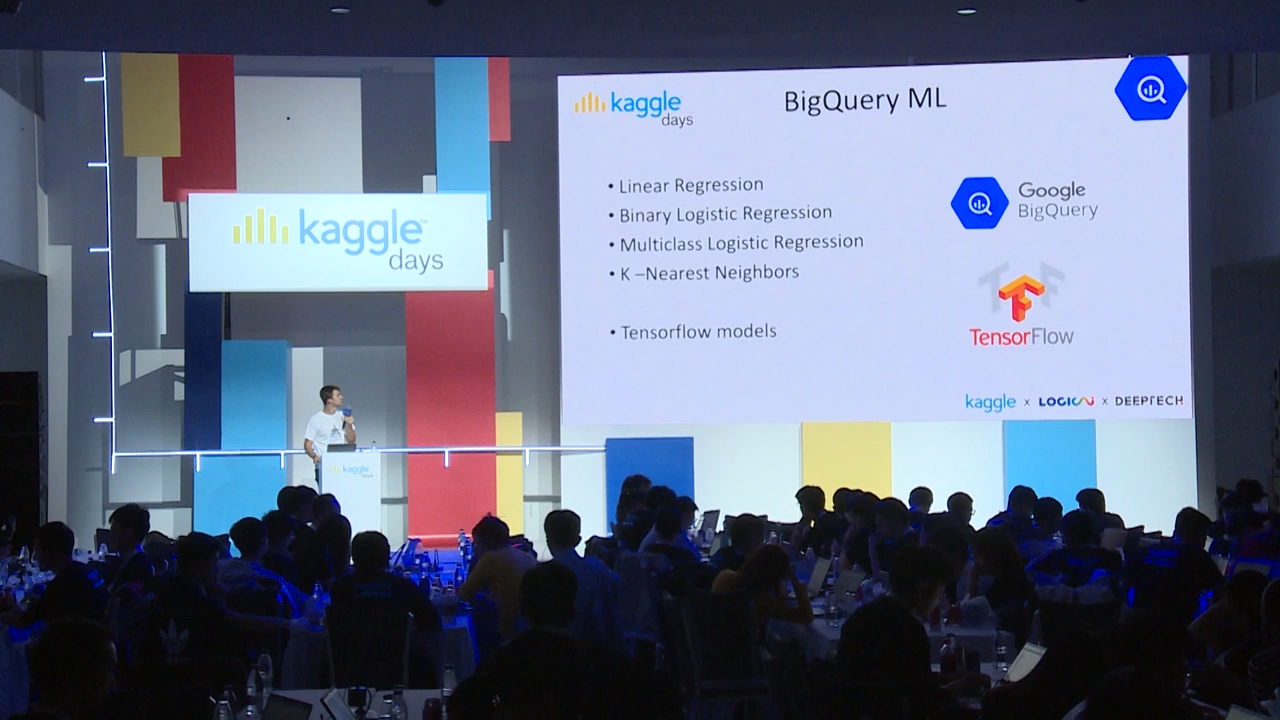 kaggle™
days
kaggle
days
kaggle
days
BigQuery ML
• Linear Regression
• Binary Logistic Regression
• Multiclass Logistic Regression
• K –Nearest Neighbors
• Tensorflow models
Google
BigQuery
TensorFlow
kaggle x LOGICAI x DEEPTECH